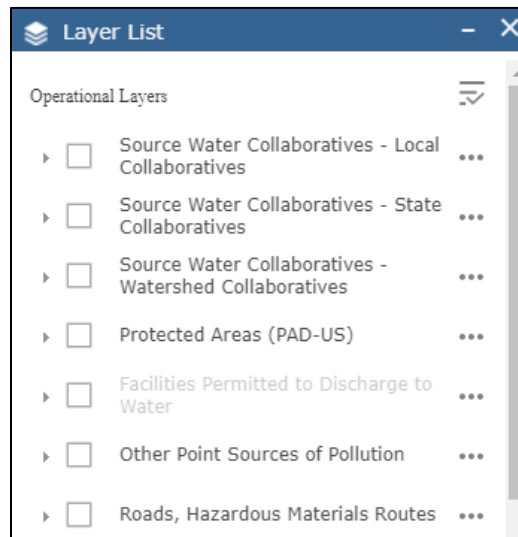 Layer List
Operational Layers
Source Water Collaboratives - Local
Collaboratives
Source Water Collaboratives - State
Collaboratives
Source Water Collaboratives -
Watershed Collaboratives
Protected Areas (PAD-US)
Facilities Permitted to Discharge to
Water
Other Point Sources of Pollution
Roads, Hazardous Materials Routes